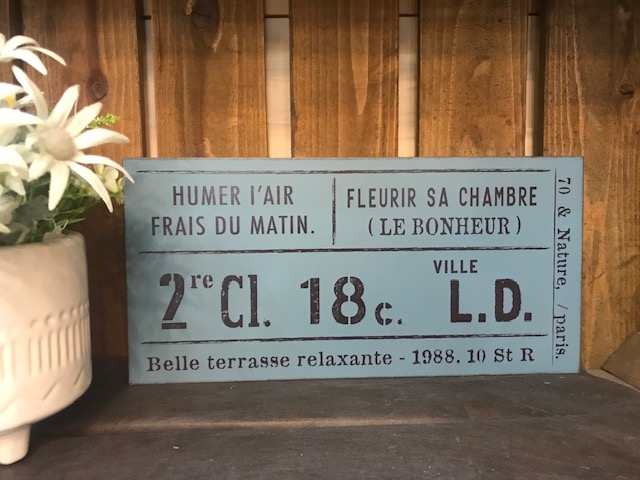 HUMER l'AIR
FRAIS DU MATIN.
FLEURIR SA CHAMBRE
(LE BONHEUR)
2re Cl. 18c.
VILLE
L.D.
Belle terrasse relaxante - 1988. 10 St R
70 & Nature, / paris.